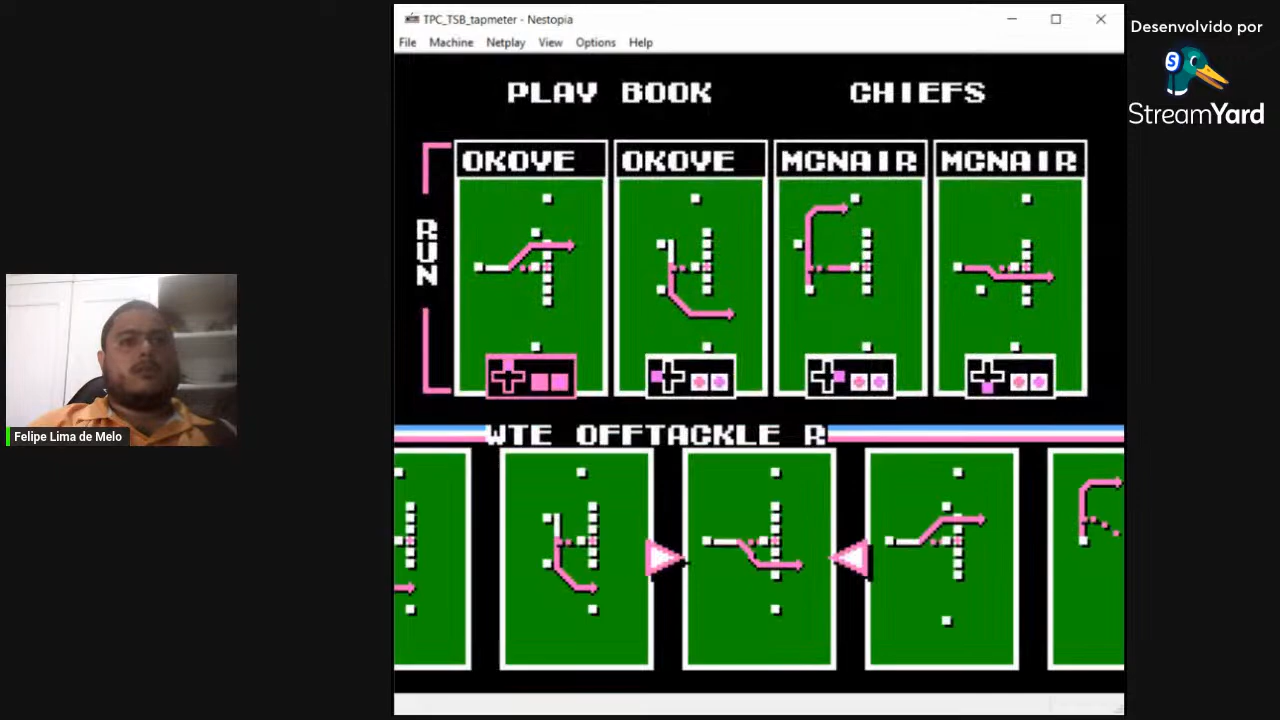 TPC_TSB_tapmeter - Nestopia
File Machine Netplay View Options Help
Desenvolvido por
StreamYard
PLAY BOOK CHIEFS
OKOYE OKOYE MCNAIR MCNAIR
RUN
WTE OFFTACKLE R
Felipe Lima de Melo